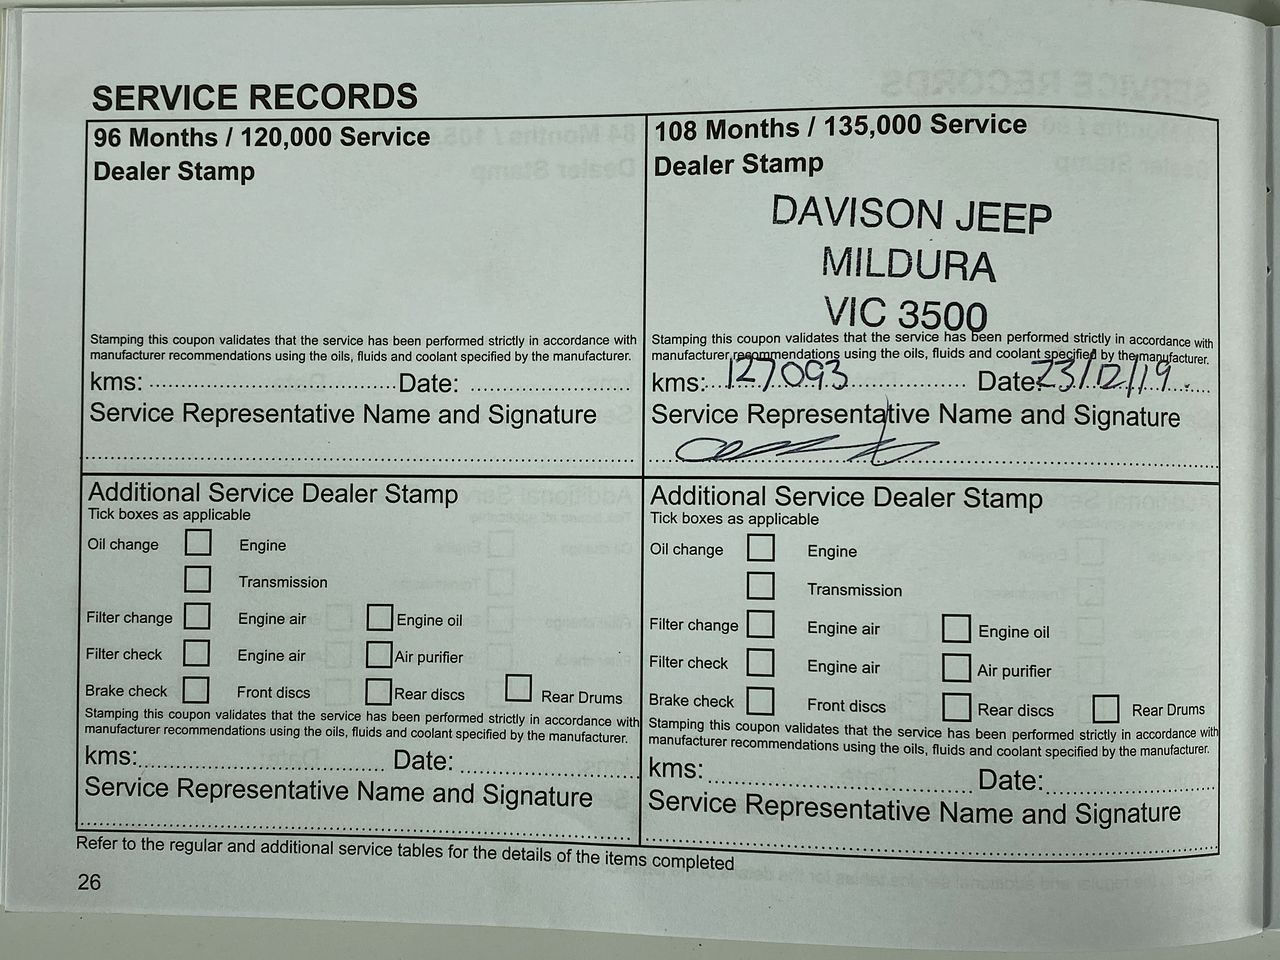 SERVICE RECORDS
96 Months / 120,000 Service
Dealer Stamp
Stamping this coupon validates that the service has been performed strictly in accordance with
manufacturer recommendations using the oils, fluids and coolant specified by the manufacturer.
kms: Date:
Service Representative Name and Signature
108 Months / 135,000 Service
Dealer Stamp
DAVISON JEEP
MILDURA
VIC 3500
Stamping this coupon validates that the service has been performed strictly in accordance with
manufacturer recommendations using the oils, fluids and coolant specified by the manufacturer.
kms: 127093 Date: 23/12/19
Service Representative Name and Signature
Additional Service Dealer Stamp
Tick boxes as applicable
Oil change Engine
Transmission
Filter change Engine air Engine oil
Filter check Engine air Air purifier
Brake check Front discs Rear discs Rear Drums
Stamping this coupon validates that the service has been performed strictly in accordance with
manufacturer recommendations using the oils, fluids and coolant specified by the manufacturer.
kms: Date:
Service Representative Name and Signature
Additional Service Dealer Stamp
Tick boxes as applicable
Oil change Engine
Transmission
Filter change Engine air Engine oil
Filter check Engine air Air purifier
Brake check Front discs Rear discs Rear Drums
Stamping this coupon validates that the service has been performed strictly in accordance with
manufacturer recommendations using the oils, fluids and coolant specified by the manufacturer.
kms: Date:
Service Representative Name and Signature
Refer to the regular and additional service tables for the details of the items completed
26